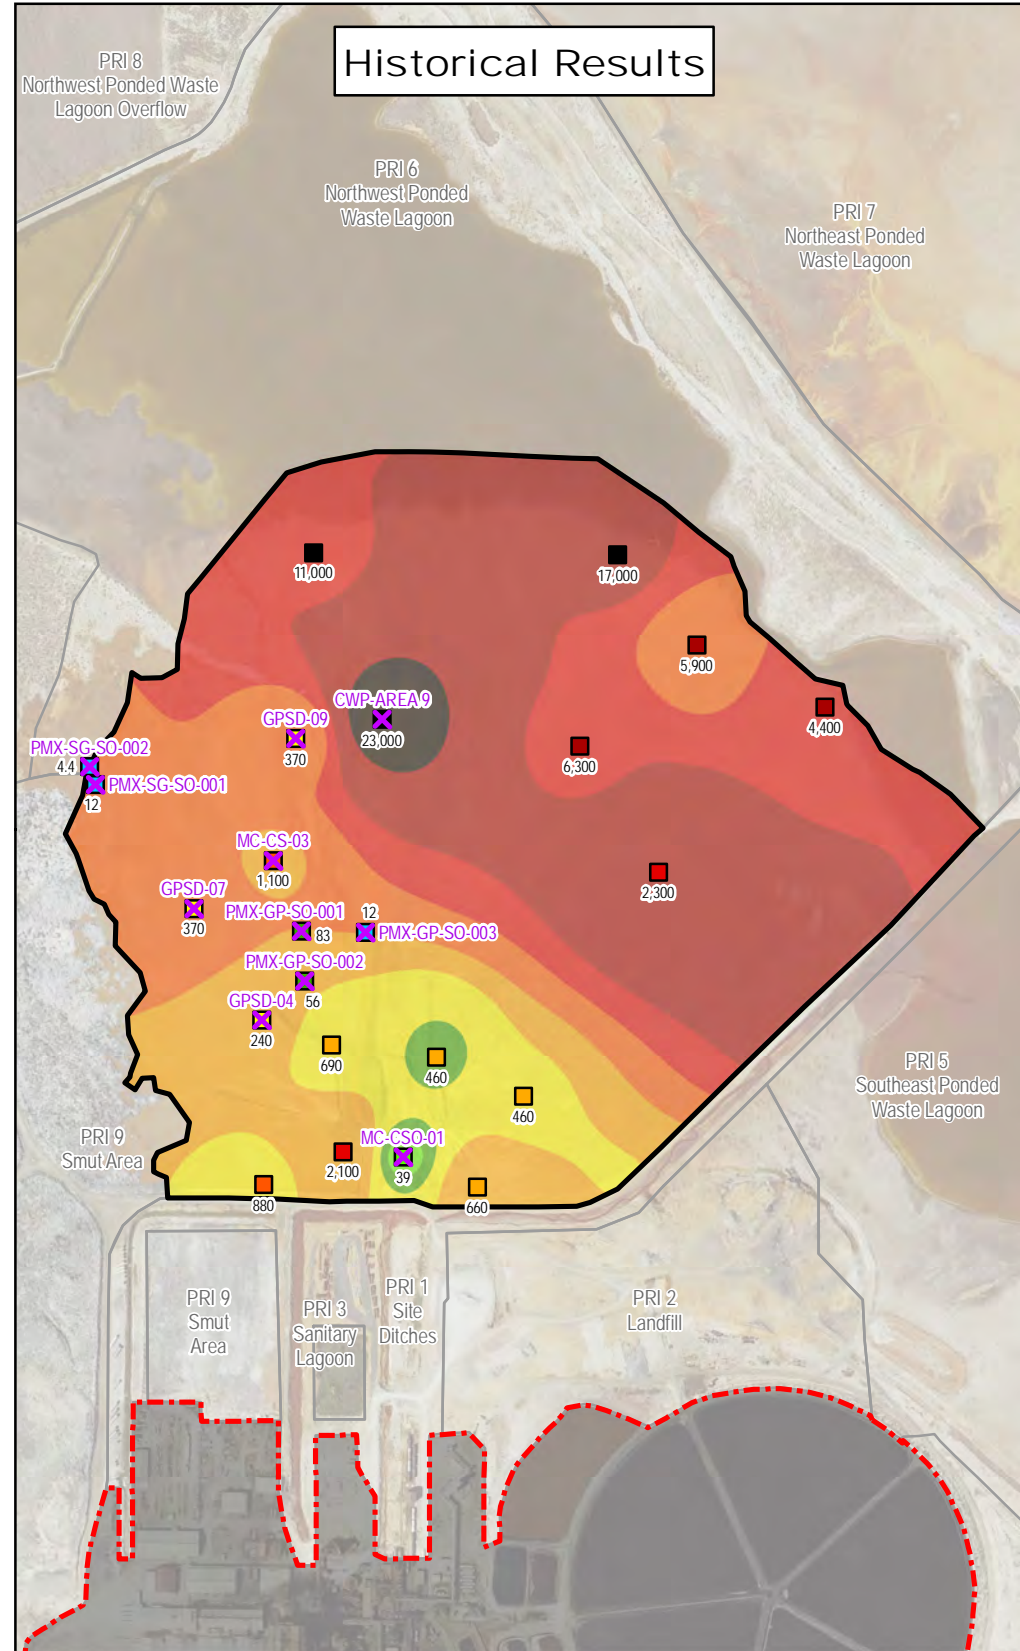 Historical Results
PRI 8
Northwest Ponded Waste
Lagoon Overflow
PRI 6
Northwest Ponded
Waste Lagoon
PRI 7
Northeast Ponded
Waste Lagoon
11,000
17,000
5,900
CWP-AREA 9
23,000
4,400
GPSD-09
370
6,300
PMX-SG-SO-002
4.4
PMX-SG-SO-001
12
MC-CS-03
1,100
2,300
GPSD-07
370
PMX-GP-SO-001
83
12
PMX-GP-SO-003
PMX-GP-SO-002
56
GPSD-04
240
690
460
460
PRI 5
Southeast Ponded
Waste Lagoon
PRI 9
Smut Area
2,100
MC-CSO-01
39
880
660
PRI 9
Smut
Area
PRI 3
Sanitary
Lagoon
PRI 1
Site
Ditches
PRI 2
Landfill